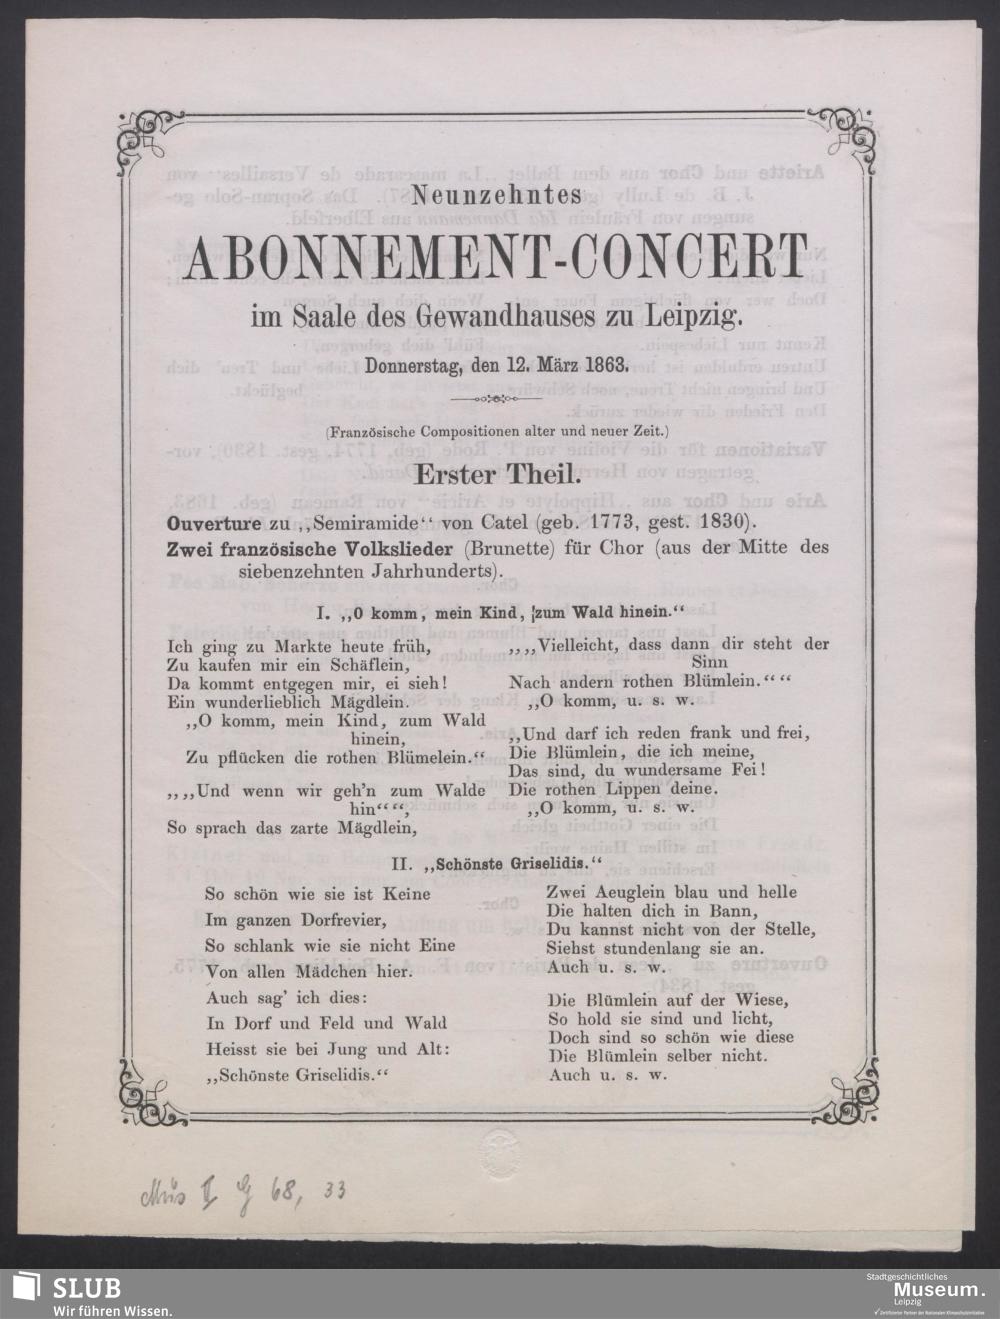 Neunzehntes
ABONNEMENT-CONCERT
im Saale des Gewandhauses zu Leipzig.
Donnerstag, den 12. März 1863.
(Französische Compositionen alter und neuer Zeit.)
Erster Theil.
Ouverture zu ,,Semiramide“ von Catel (geb. 1773, gest. 1830).
Zwei französische Volkslieder (Brunette) für Chor (aus der Mitte des
siebenzehnten Jahrhunderts).
I. ,,O komm, mein Kind, zum Wald hinein.“
Ich ging zu Markte heute früh,
Zu kaufen mir ein Schäflein,
Da kommt entgegen mir, ei sieh!
Ein wunderlieblich Mägdlein.
,,O komm, mein Kind, zum Wald
hinein,
Zu pflücken die rothen Blümelein.“
,,,,Und wenn wir geh'n zum Walde
hin““,
So sprach das zarte Mägdlein,
,,,,Vielleicht, dass dann dir steht der
Sinn
Nach andern rothen Blümlein.““
,,O komm, u. s. w.
,,Und darf ich reden frank und frei,
Die Blümlein, die ich meine,
Das sind, du wundersame Fei!
Die rothen Lippen deine.
,,O komm, u. s. w.
II. ,,Schönste Griselidis.“
So schön wie sie ist Keine
Im ganzen Dorfrevier,
So schlank wie sie nicht Eine
Von allen Mädchen hier.
Auch sag' ich dies:
In Dorf und Feld und Wald
Heisst sie bei Jung und Alt:
,,Schönste Griselidis.“
Zwei Aeuglein blau und helle
Die halten dich in Bann,
Du kannst nicht von der Stelle,
Siehst stundenlang sie an.
Auch u. s. w.
Die Blümlein auf der Wiese,
So hold sie sind und licht,
Doch sind so schön wie diese
Die Blümlein selber nicht.
Auch u. s. w.
Mus II G 68, 33
SLUB
Wir führen Wissen.
Stadtgeschichtliches
Museum.
Leipzig
Zertifizierter Partner der Nationalen Klimaschutzinitiative